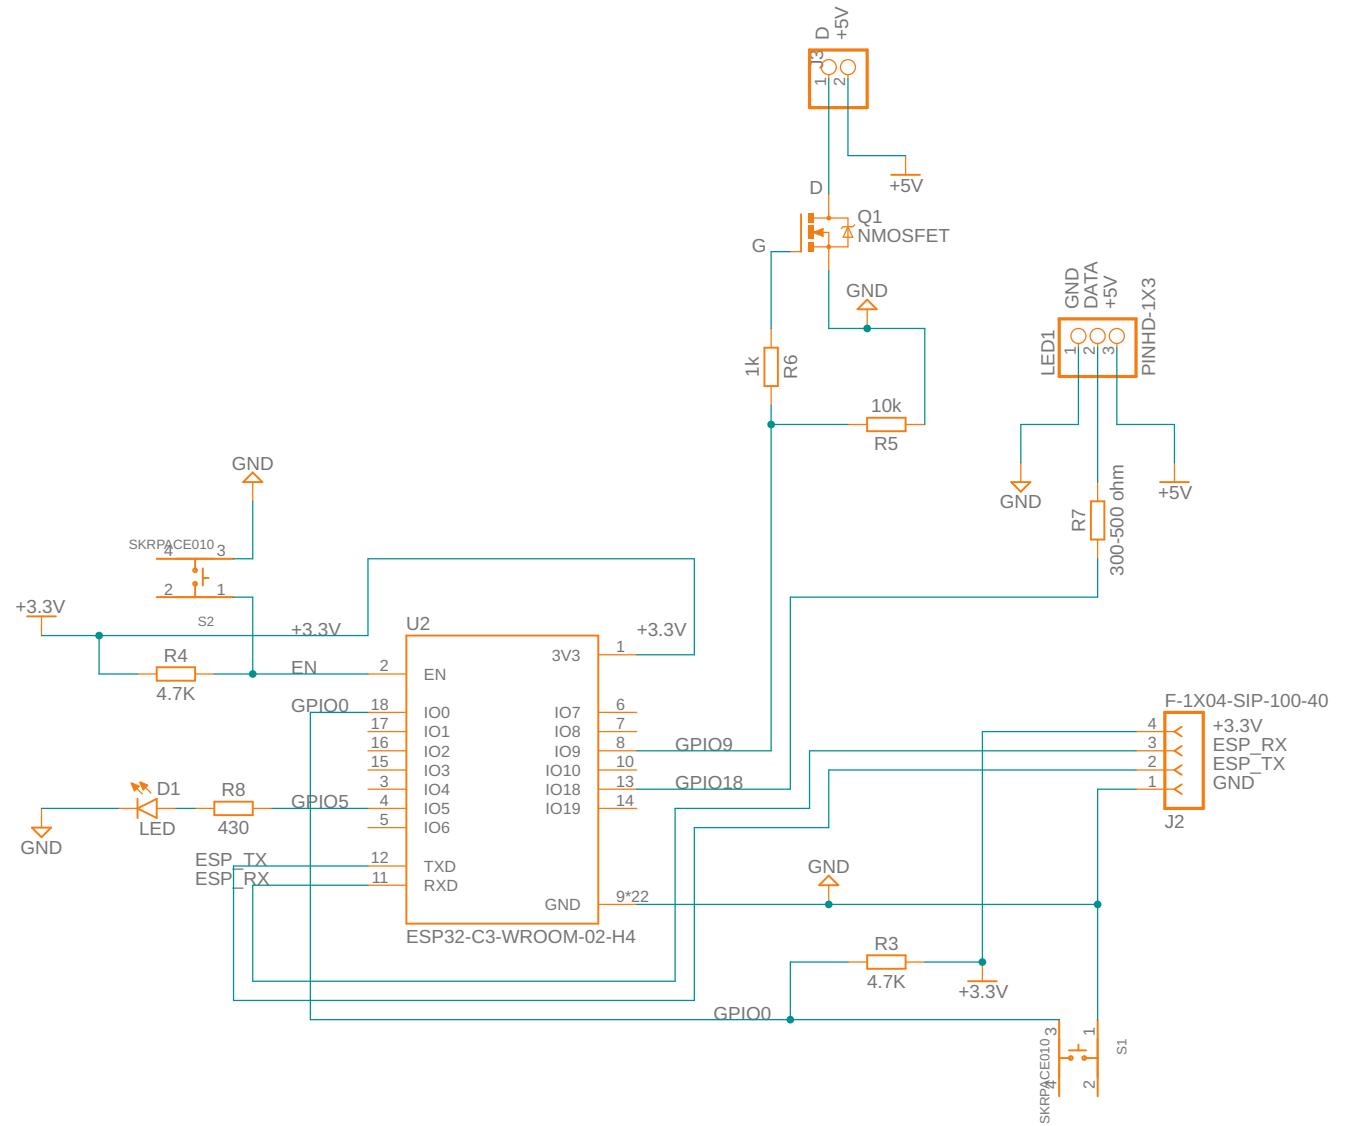 D
+5V
J3
1
2
+5V
D
Q1
NMOSFET
G
GND
1k
R6
10k
R5
GND
DATA
+5V
LED1
1
2
3
PINHD-1X3
GND
R7
300-500 ohm
+5V
GND
SKRPACE010
4
3
2
1
S2
+3.3V
+3.3V
R4
4.7K
EN
U2
+3.3V
3V3
1
2
EN
GPIO0
18
IO0
17
IO1
16
IO2
15
IO3
3
IO4
4
IO5
5
IO6
12
TXD
11
RXD
IO7
6
IO8
7
IO9
8
IO10
10
IO18
13
IO19
14
GND
9*22
GPIO9
GPIO18
D1
LED
R8
430
GPIO5
GND
ESP_TX
ESP_RX
ESP32-C3-WROOM-02-H4
F-1X04-SIP-100-40
4
+3.3V
3
ESP_RX
2
ESP_TX
1
GND
J2
GND
R3
4.7K
+3.3V
GPIO0
SKRPACE010
3
4
1
2
S1